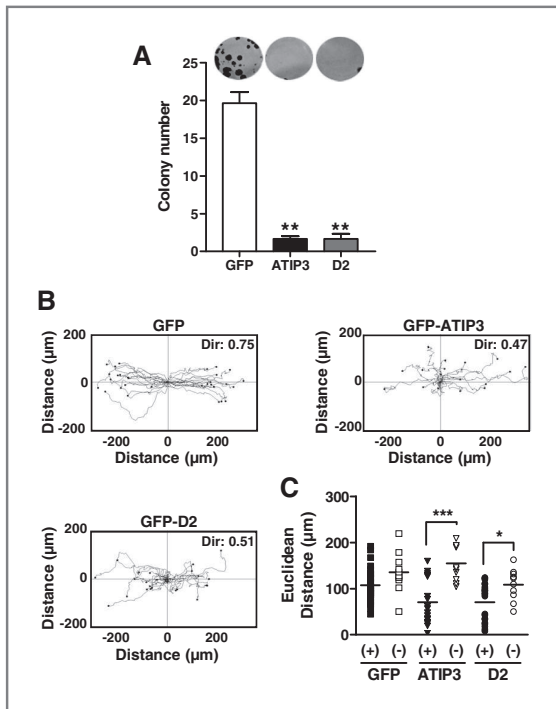 A
Colony number
25
20
15
10
5
0
** **
GFP ATIP3 D2
B
GFP
Dir: 0.75
Distance (µm)
200
0
-200
-200 0 200
Distance (µm)
GFP-ATIP3
Dir: 0.47
Distance (µm)
200
0
-200
-200 0 200
Distance (µm)
GFP-D2
Dir: 0.51
Distance (µm)
200
0
-200
-200 0 200
Distance (µm)
C
Euclidean
Distance (µm)
300
200
100
0
*** *
(+) (-) (+) (-) (+) (-)
GFP ATIP3 D2